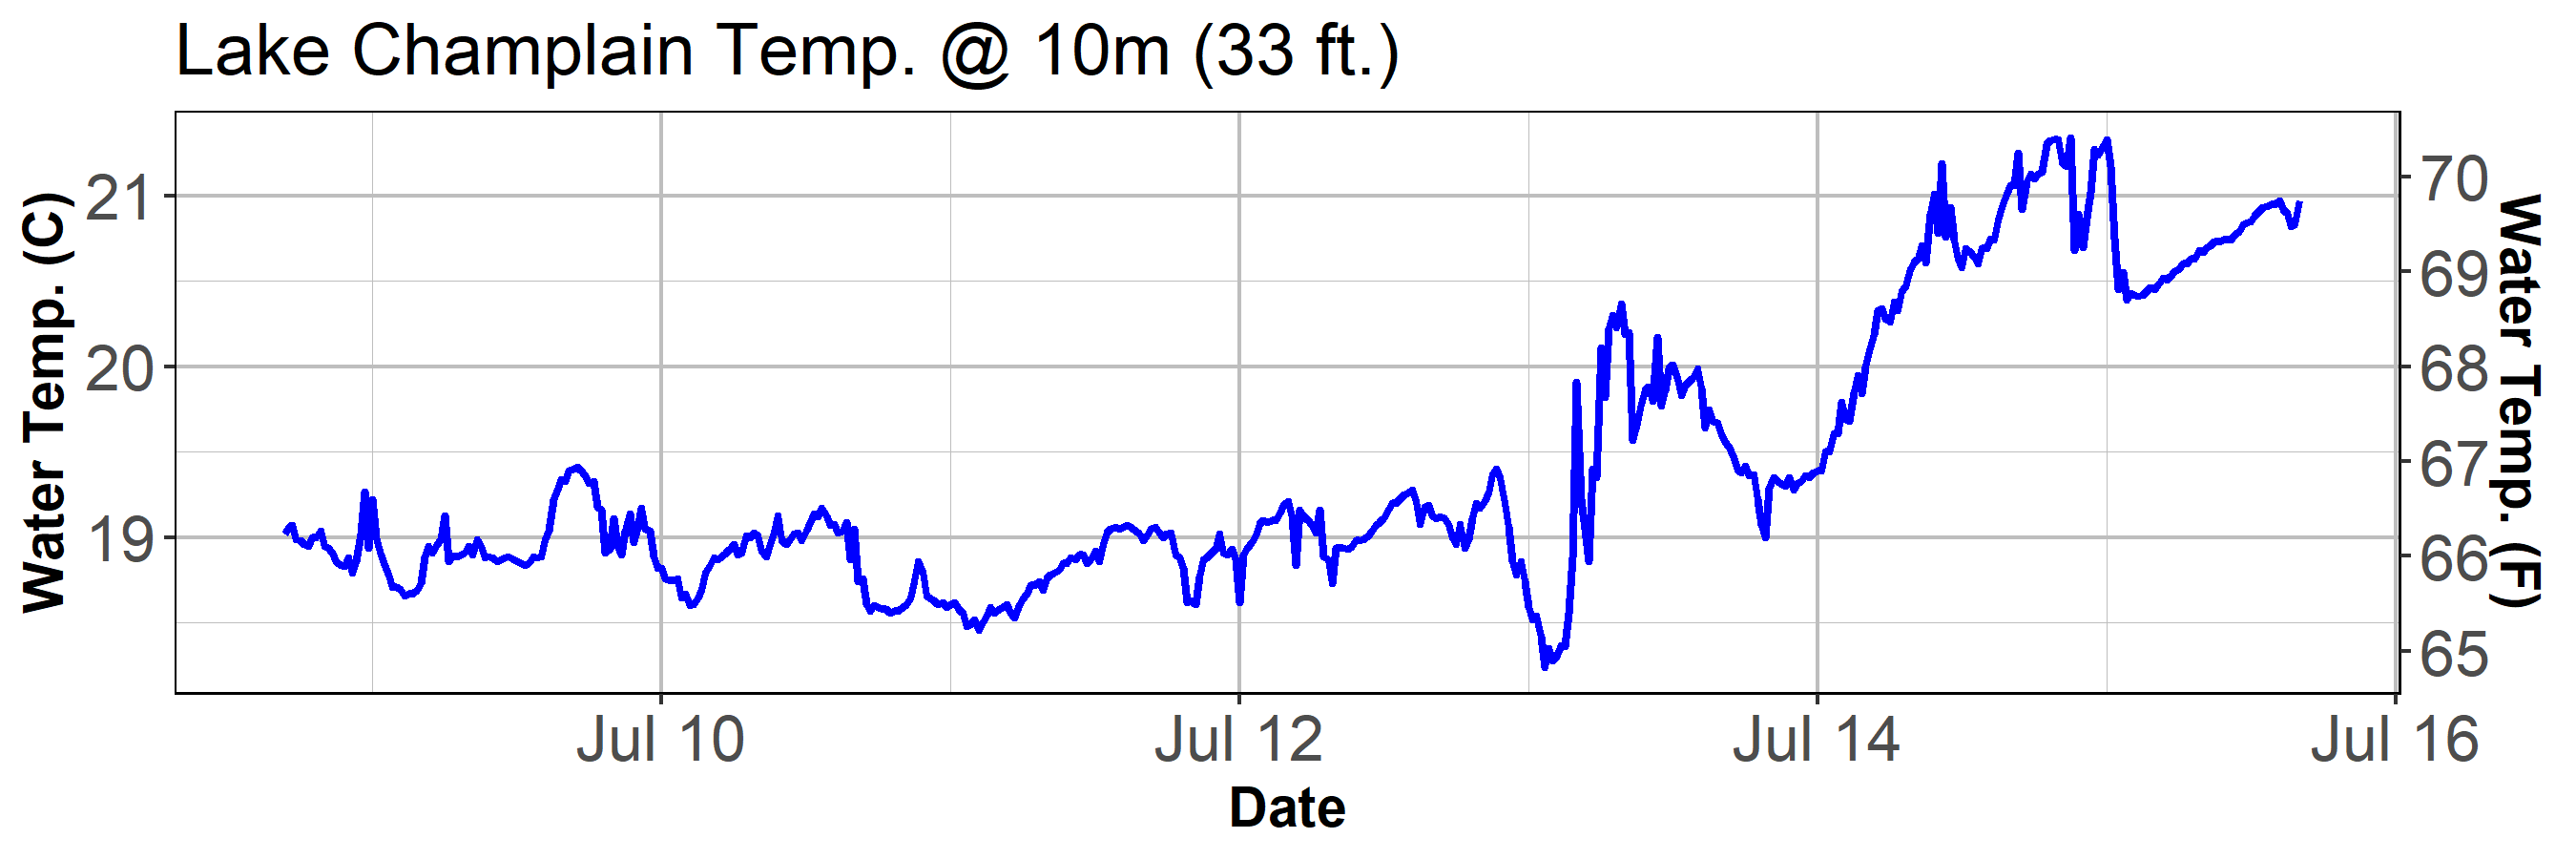 Lake Champlain Temp. @ 10m (33 ft.)
Water Temp. (C)
21
20
19
70
69
68
67
66
65
Water Temp. (F)
Jul 10
Jul 12
Jul 14
Jul 16
Date